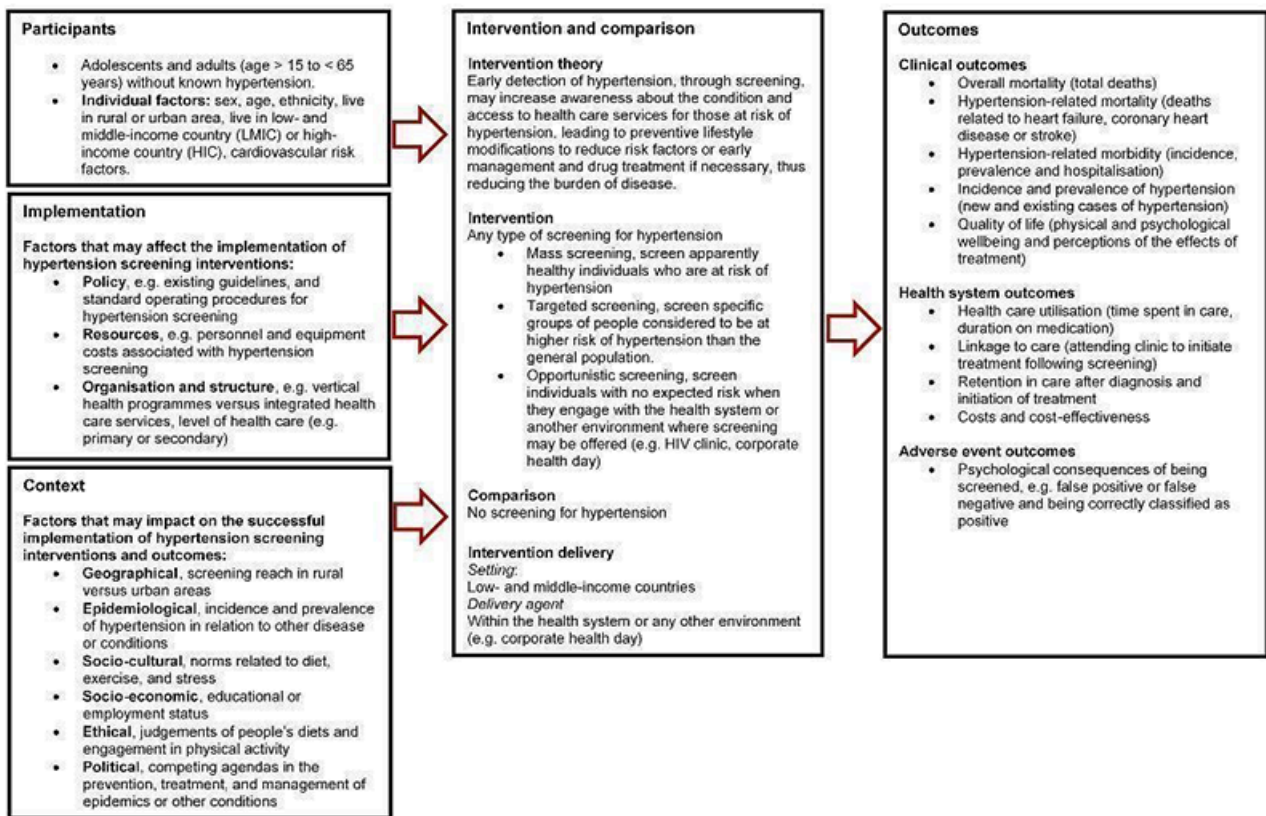 Participants
• Adolescents and adults (age > 15 to < 65
years) without known hypertension.
• Individual factors: sex, age, ethnicity, live
in rural or urban area, live in low- and
middle-income country (LMIC) or high-
income country (HIC), cardiovascular risk
factors.
Implementation
Factors that may affect the implementation of
hypertension screening interventions:
• Policy, e.g. existing guidelines, and
standard operating procedures for
hypertension screening
• Resources, e.g. personnel and equipment
costs associated with hypertension
screening
• Organisation and structure, e.g. vertical
health programmes versus integrated health
care services, level of health care (e.g.
primary or secondary)
Context
Factors that may impact on the successful
implementation of hypertension screening
interventions and outcomes:
• Geographical, screening reach in rural
versus urban areas
• Epidemiological, incidence and prevalence
of hypertension in relation to other disease
or conditions
• Socio-cultural, norms related to diet,
exercise, and stress
• Socio-economic, educational or
employment status
• Ethical, judgements of people's diets and
engagement in physical activity
• Political, competing agendas in the
prevention, treatment, and management of
epidemics or other conditions
Intervention and comparison
Intervention theory
Early detection of hypertension, through screening,
may increase awareness about the condition and
access to health care services for those at risk of
hypertension, leading to preventive lifestyle
modifications to reduce risk factors or early
management and drug treatment if necessary, thus
reducing the burden of disease.
Intervention
Any type of screening for hypertension
• Mass screening, screen apparently
healthy individuals who are at risk of
hypertension
• Targeted screening, screen specific
groups of people considered to be at
higher risk of hypertension than the
general population.
• Opportunistic screening, screen
individuals with no expected risk when
they engage with the health system or
another environment where screening
may be offered (e.g. HIV clinic, corporate
health day)
Comparison
No screening for hypertension
Intervention delivery
Setting:
Low- and middle-income countries
Delivery agent
Within the health system or any other environment
(e.g. corporate health day)
Outcomes
Clinical outcomes
• Overall mortality (total deaths)
• Hypertension-related mortality (deaths
related to heart failure, coronary heart
disease or stroke)
• Hypertension-related morbidity (incidence,
prevalence and hospitalisation)
• Incidence and prevalence of hypertension
(new and existing cases of hypertension)
• Quality of life (physical and psychological
wellbeing and perceptions of the effects of
treatment)
Health system outcomes
• Health care utilisation (time spent in care,
duration on medication)
• Linkage to care (attending clinic to initiate
treatment following screening)
• Retention in care after diagnosis and
initiation of treatment
• Costs and cost-effectiveness
Adverse event outcomes
• Psychological consequences of being
screened, e.g. false positive or false
negative and being correctly classified as
positive